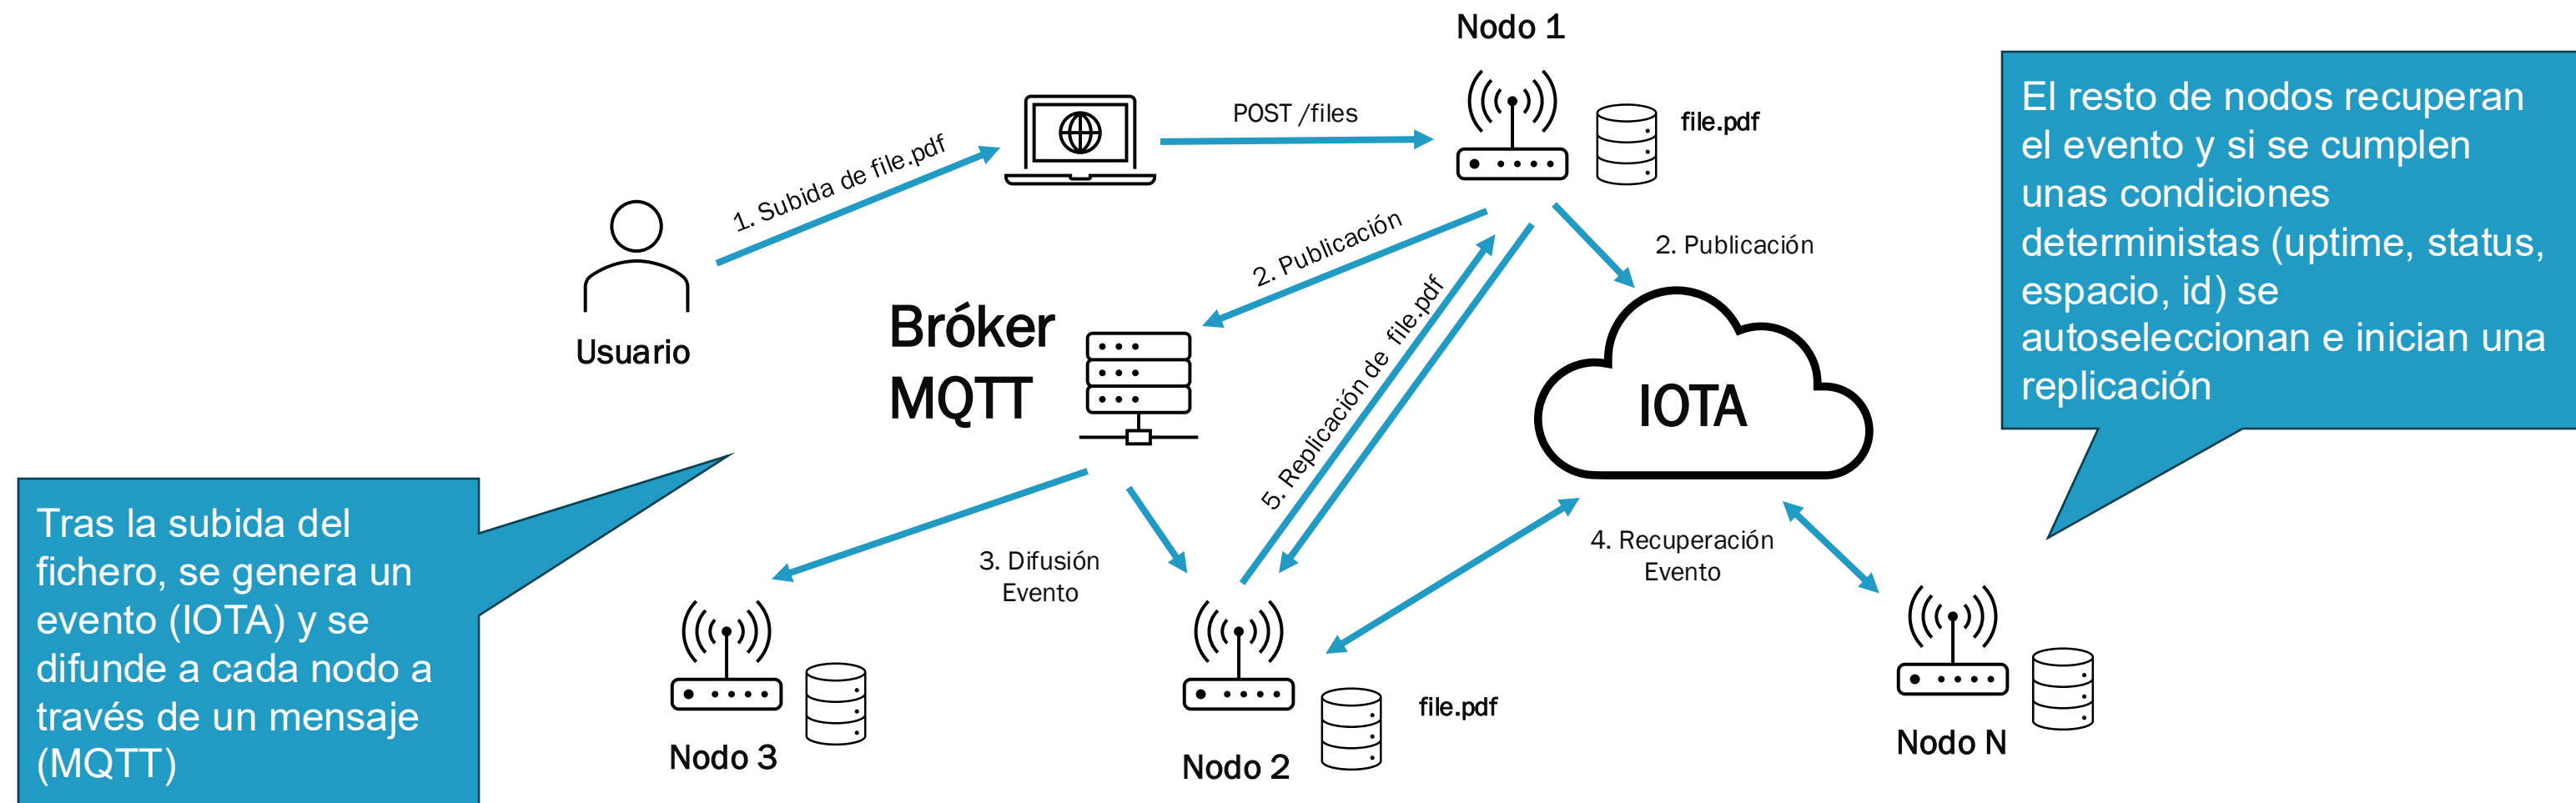 Nodo 1
POST /files
file.pdf
1. Subida de file.pdf
Usuario
2. Publicación
2. Publicación
Bróker
MQTT
IOTA
5. Replicación de file.pdf
El resto de nodos recuperan
el evento y si se cumplen
unas condiciones
deterministas (uptime, status,
espacio, id) se
autoseleccionan e inician una
replicación
Tras la subida del
fichero, se genera un
evento (IOTA) y se
difunde a cada nodo a
través de un mensaje
(MQTT)
3. Difusión
Evento
4. Recuperación
Evento
Nodo 3
Nodo 2
file.pdf
Nodo N